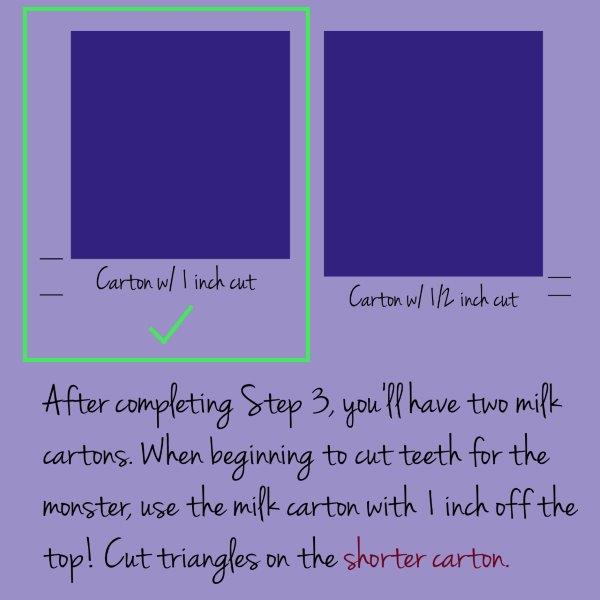 Carton w/ 1 inch cut
Carton w/ 1/2 inch cut
After completing Step 3, you'll have two milk
cartons. When beginning to cut teeth for the
monster, use the milk carton with 1 inch off the
top! Cut triangles on the shorter carton.